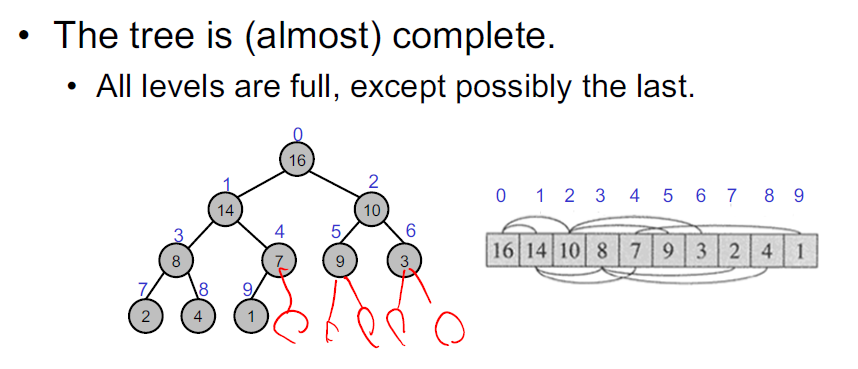 • The tree is (almost) complete.
• All levels are full, except possibly the last.
0
16
1 2
14 10
3 4 5 6
8 7 9 3
7 8 9
2 4 1
0 1 2 3 4 5 6 7 8 9
16 14 10 8 7 9 3 2 4 1